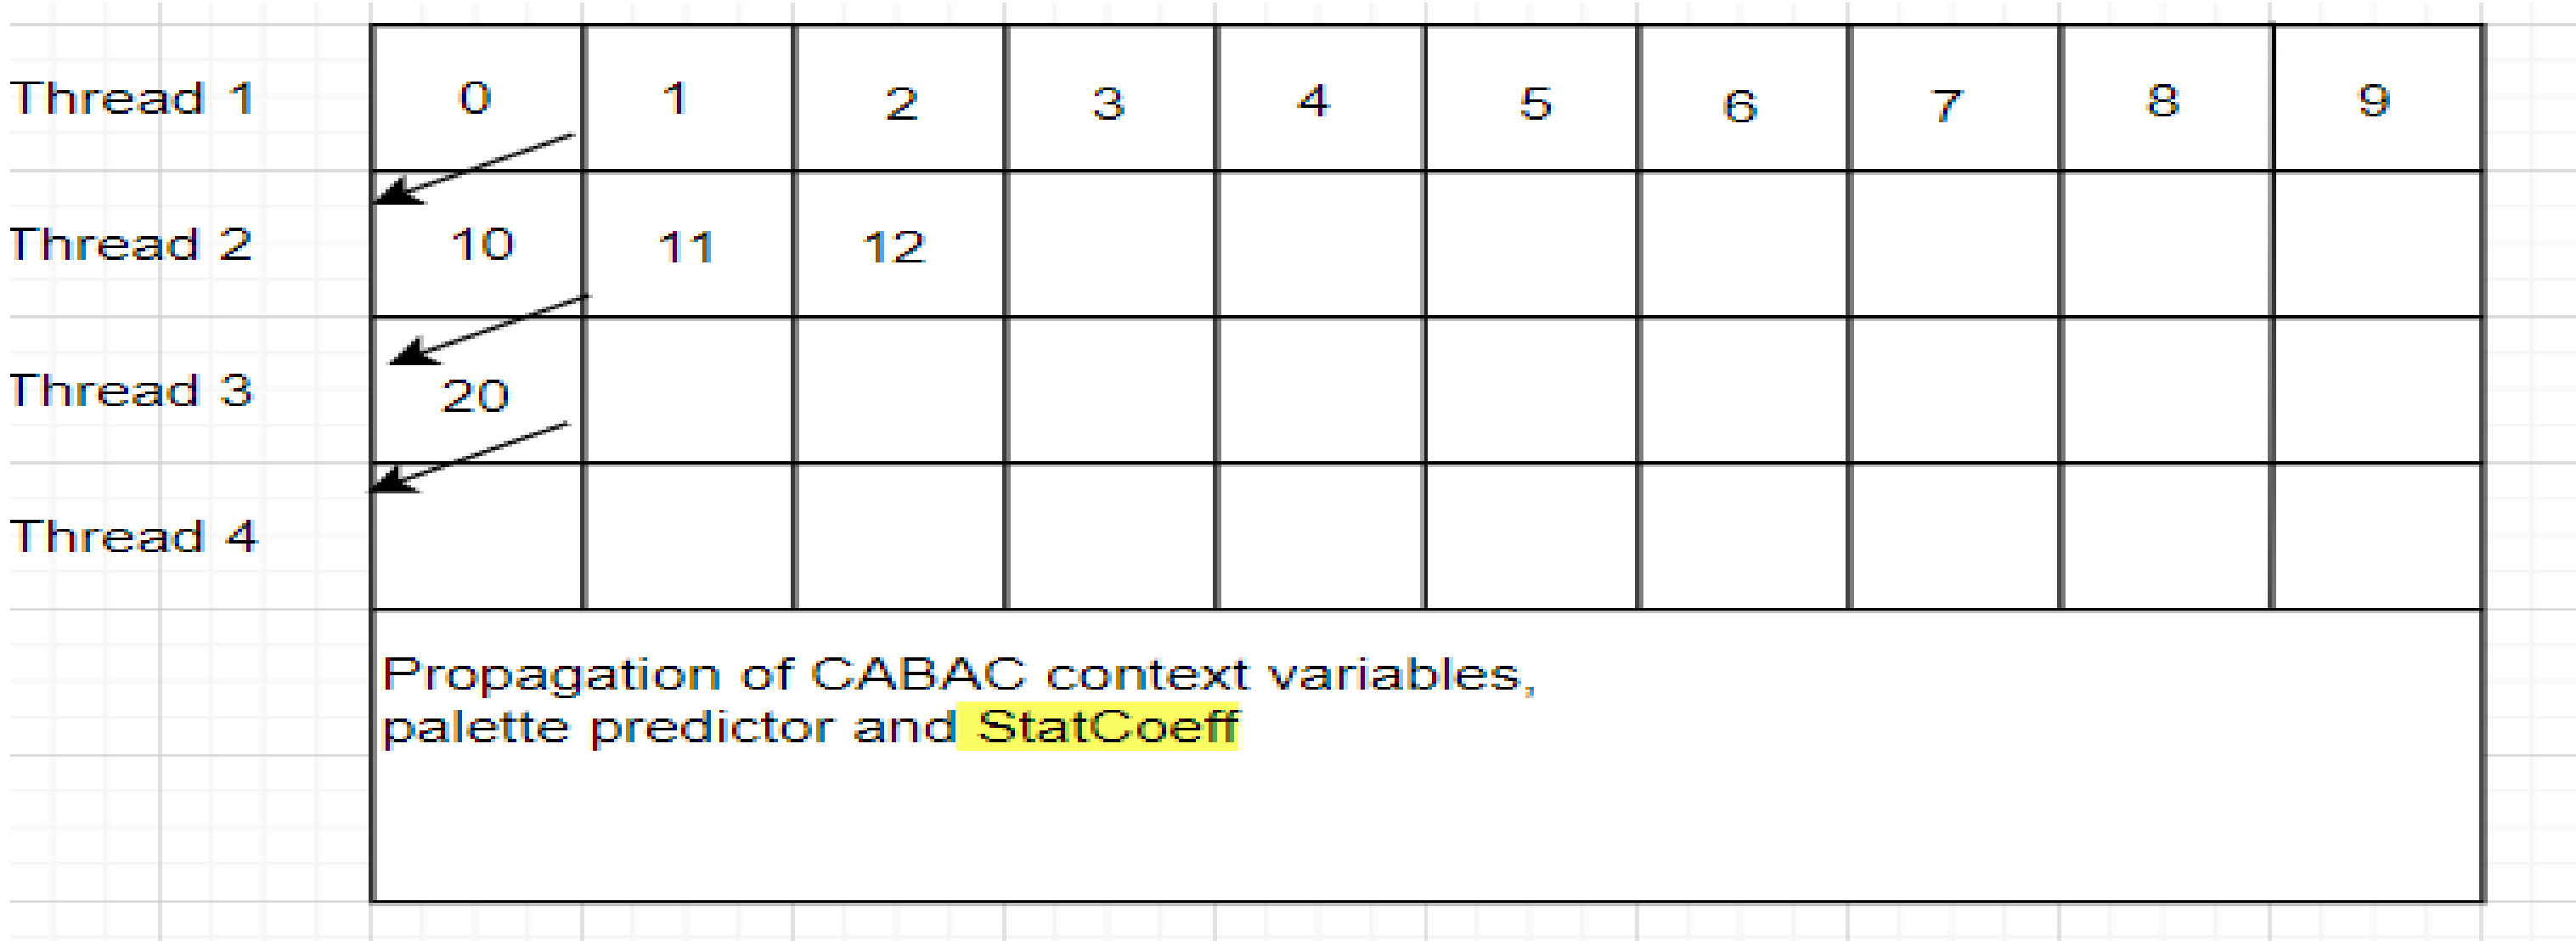 Thread 1 0 1 2 3 4 5 6 7 8 9
Thread 2 10 11 12
Thread 3 20
Thread 4
Propagation of CABAC context variables,
palette predictor and StatCoeff